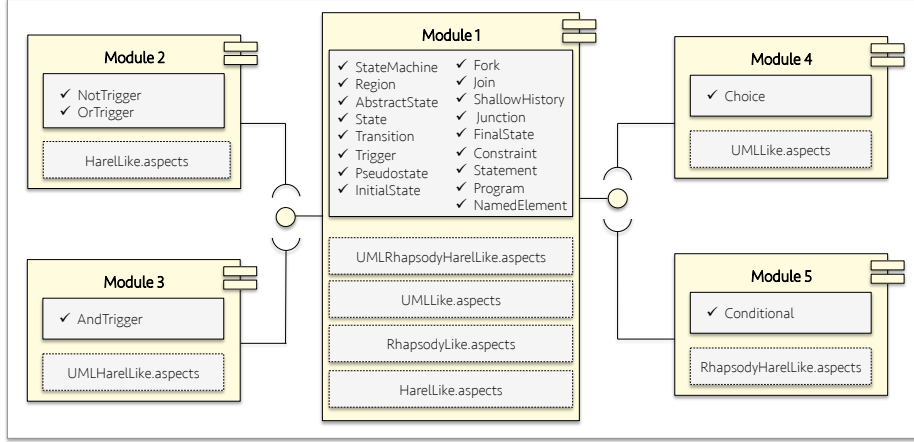 Module 1
✓ StateMachine
✓ Region
✓ AbstractState
✓ State
✓ Transition
✓ Trigger
✓ Pseudostate
✓ InitialState
✓ Fork
✓ Join
✓ ShallowHistory
✓ Junction
✓ FinalState
✓ Constraint
✓ Statement
✓ Program
✓ NamedElement
UMLRhapsodyHarelLike.aspects
UMLLike.aspects
RhapsodyLike.aspects
HarelLike.aspects
Module 2
✓ NotTrigger
✓ OrTrigger
HarelLike.aspects
Module 3
✓ AndTrigger
UMLHarelLike.aspects
Module 4
✓ Choice
UMLLike.aspects
Module 5
✓ Conditional
RhapsodyHarelLike.aspects